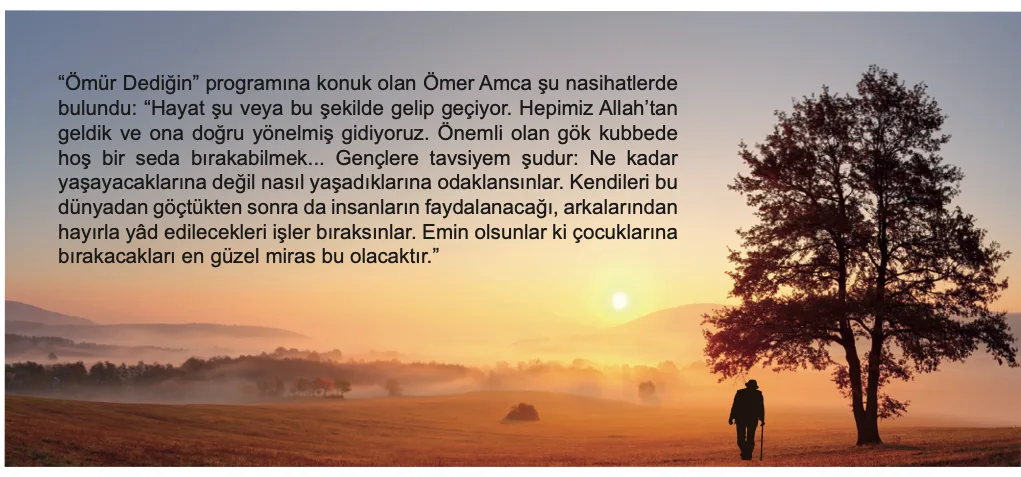 “Ömür Dediğin” programına konuk olan Ömer Amca şu nasihatlerde
bulundu: “Hayat şu veya bu şekilde gelip geçiyor. Hepimiz Allah’tan
geldik ve ona doğru yönelmiş gidiyoruz. Önemli olan gök kubbede
hoş bir seda bırakabilmek... Gençlere tavsiyem şudur: Ne kadar
yaşayacaklarına değil nasıl yaşadıklarına odaklansınlar. Kendileri bu
dünyadan göçtükten sonra da insanların faydalanacağı, arkalarından
hayırla yâd edilecekleri işler bıraksınlar. Emin olsunlar ki çocuklarına
bırakacakları en güzel miras bu olacaktır.”